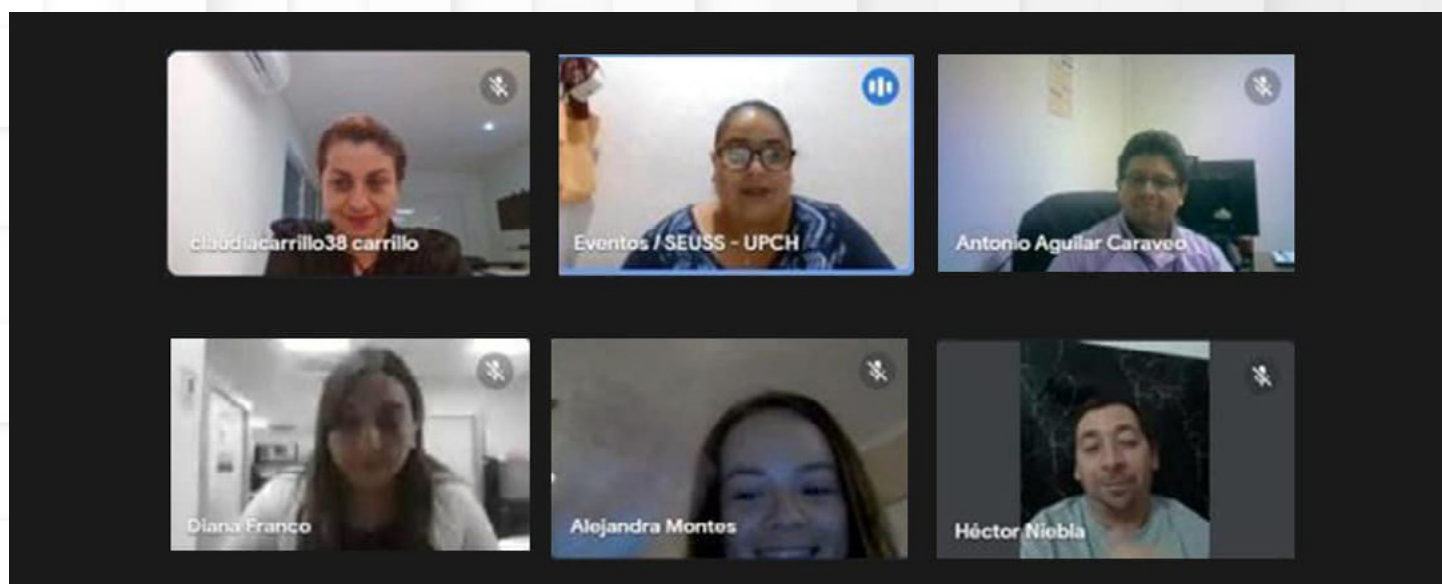 claudiacarrillo38 carrillo
Eventos / SEUSS - UPCH
Antonio Aguilar Caraveo
Diana Franco
Alejandra Montes
Héctor Niebla